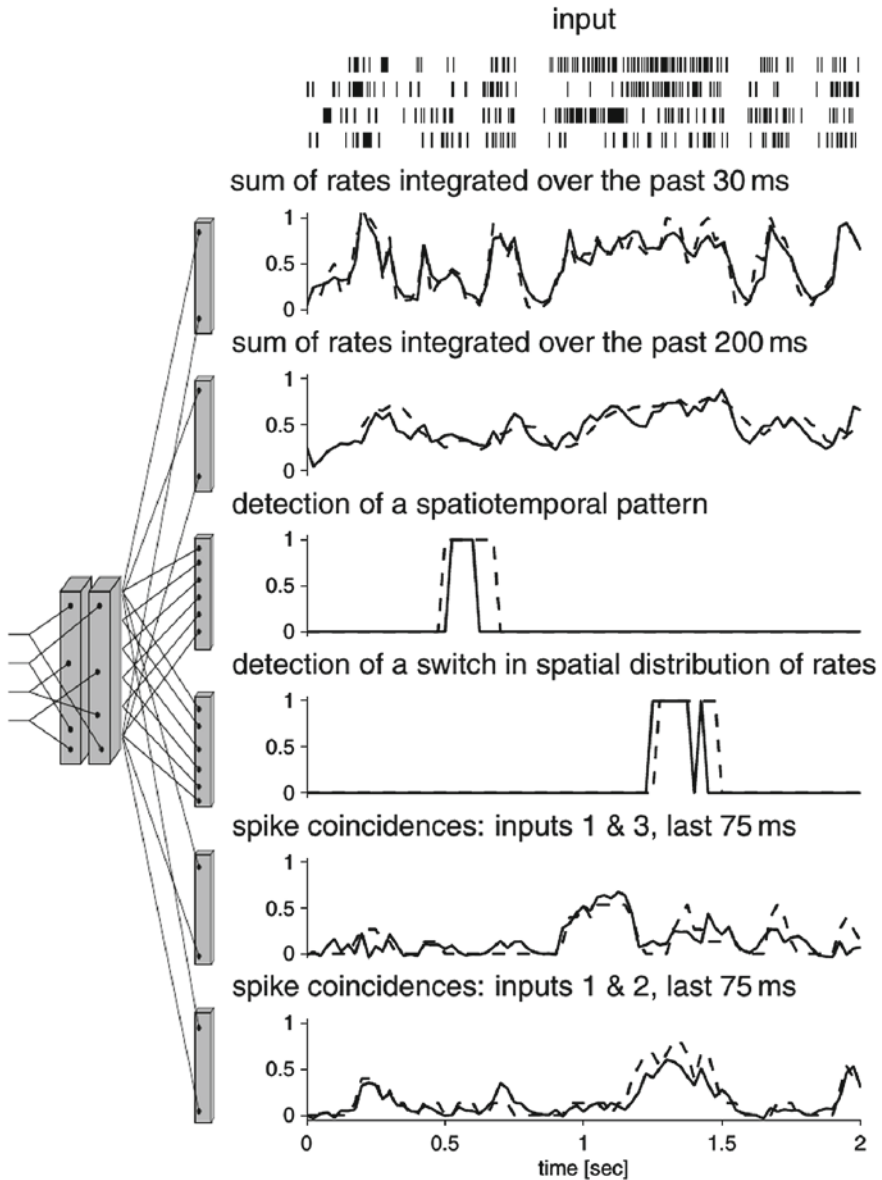 input
sum of rates integrated over the past 30 ms
1
0.5
0
sum of rates integrated over the past 200 ms
1
0.5
0
detection of a spatiotemporal pattern
1
0.5
0
detection of a switch in spatial distribution of rates
1
0.5
0
spike coincidences: inputs 1 & 3, last 75 ms
1
0.5
0
spike coincidences: inputs 1 & 2, last 75 ms
1
0.5
0
0 0.5 1 1.5 2
time [sec]